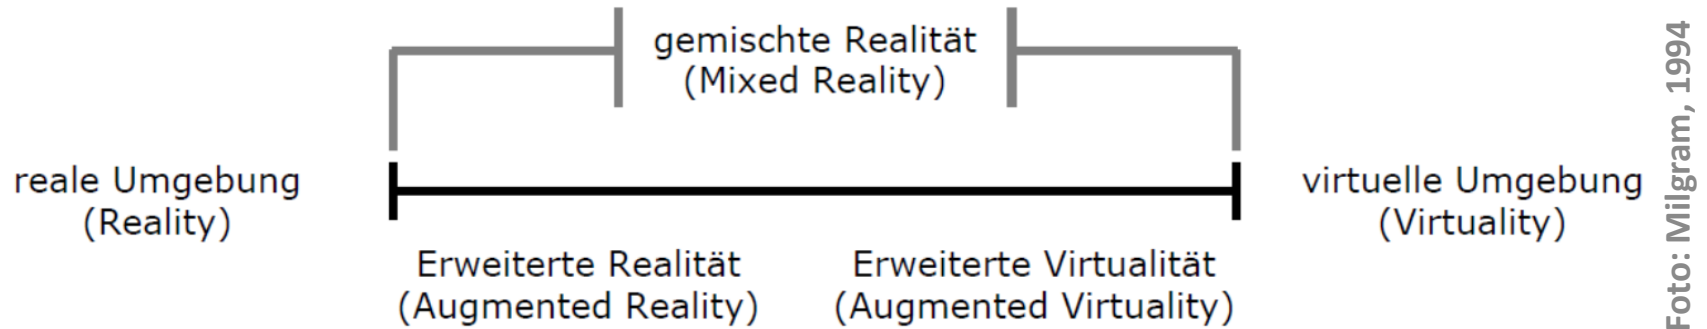 gemischte Realität
(Mixed Reality)
reale Umgebung
(Reality)
virtuelle Umgebung
(Virtuality)
Erweiterte Realität
(Augmented Reality)
Erweiterte Virtualität
(Augmented Virtuality)
Foto: Milgram, 1994